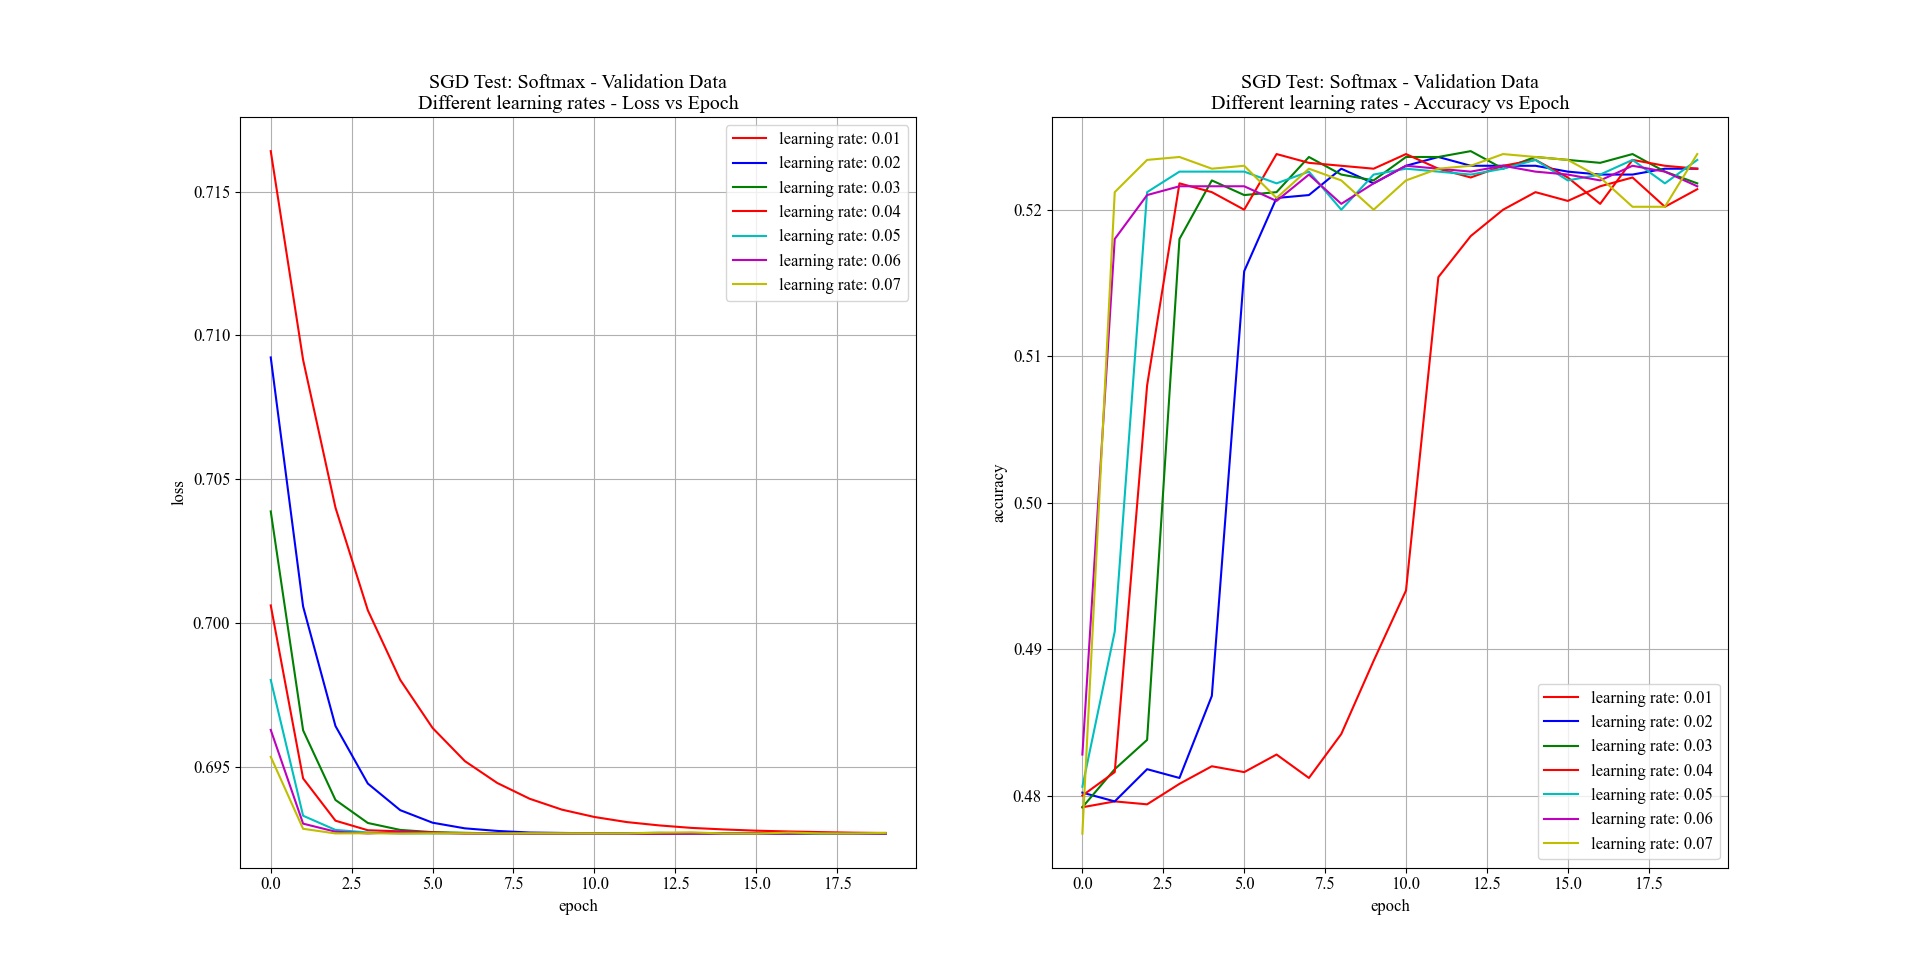 SGD Test: Softmax - Validation Data
Different learning rates - Loss vs Epoch
learning rate: 0.01
learning rate: 0.02
learning rate: 0.03
learning rate: 0.04
learning rate: 0.05
learning rate: 0.06
learning rate: 0.07
0.715
0.710
0.705
0.700
0.695
loss
0.0 2.5 5.0 7.5 10.0 12.5 15.0 17.5
epoch
SGD Test: Softmax - Validation Data
Different learning rates - Accuracy vs Epoch
0.52
0.51
0.50
0.49
0.48
accuracy
learning rate: 0.01
learning rate: 0.02
learning rate: 0.03
learning rate: 0.04
learning rate: 0.05
learning rate: 0.06
learning rate: 0.07
0.0 2.5 5.0 7.5 10.0 12.5 15.0 17.5
epoch